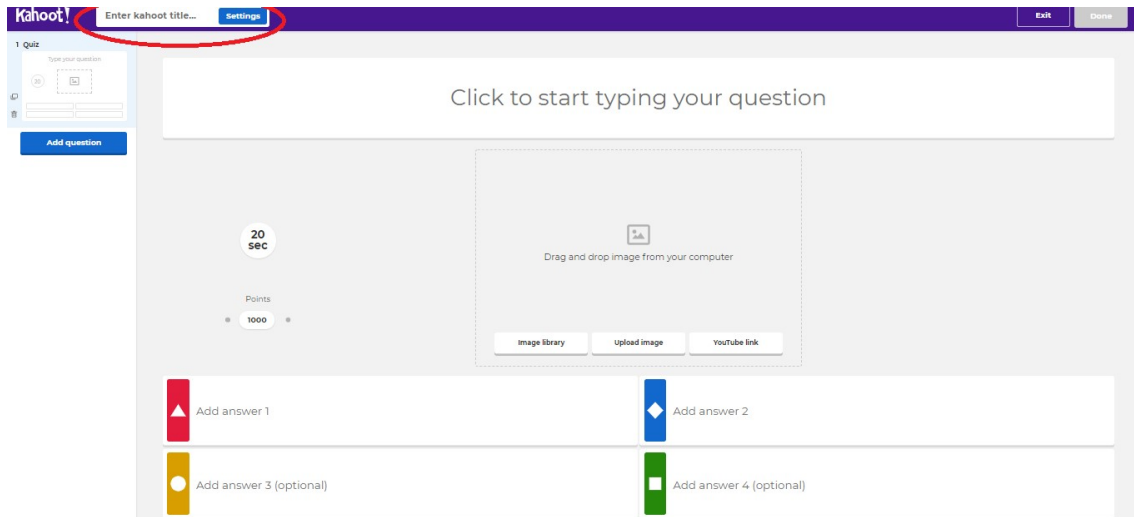 Kahoot! Enter kahoot title... Settings Exit Done
1 Quiz
Type your question
20
Add question
Click to start typing your question
20
sec
Drag and drop image from your computer
Points
1000
Image library Upload image YouTube link
Add answer 1
Add answer 2
Add answer 3 (optional)
Add answer 4 (optional)